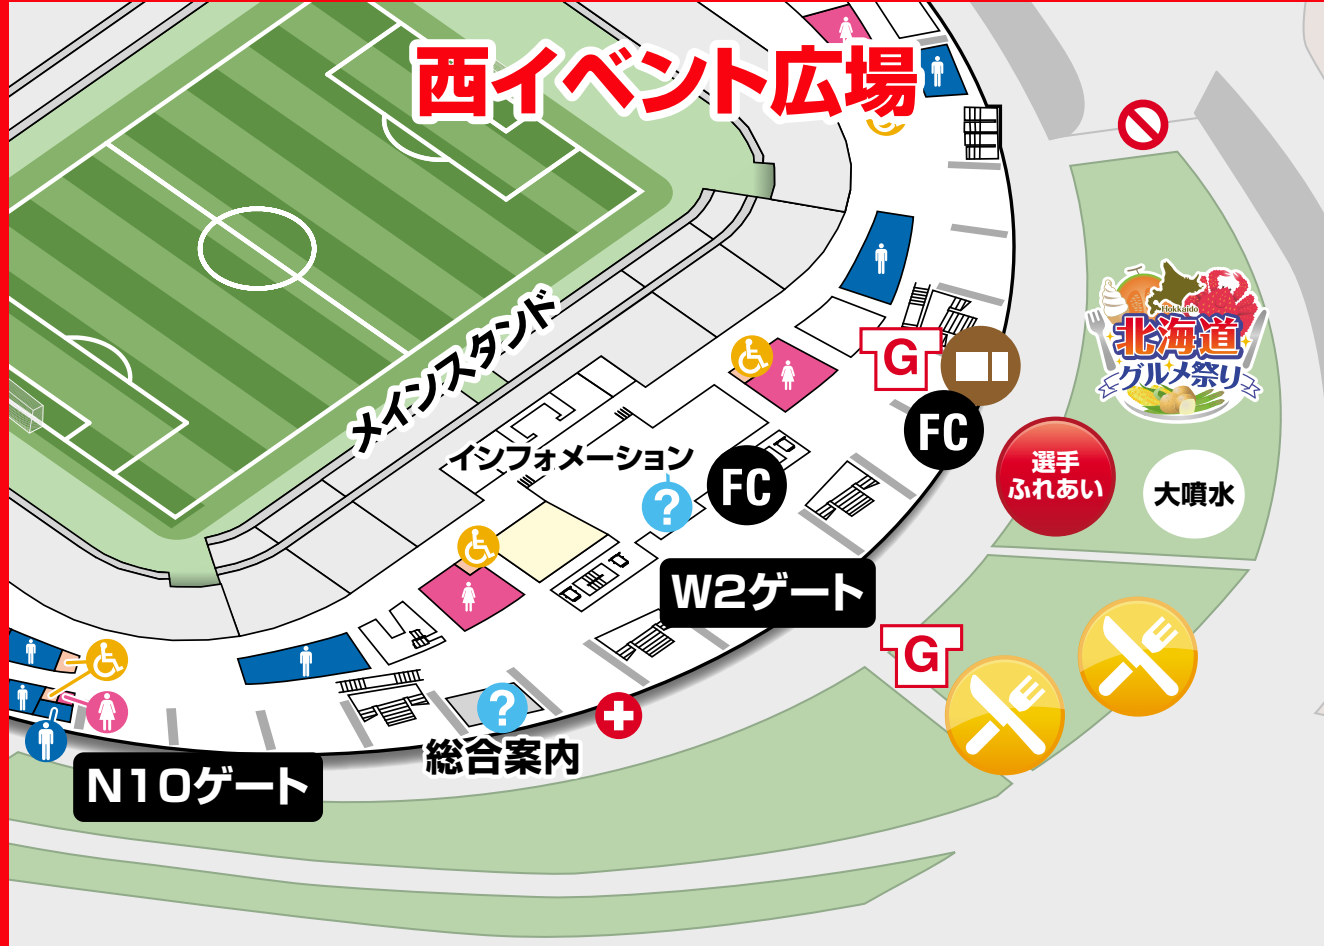 西イベント広場
Hokkaido
北海道
グルメ祭り
メインスタンド
G
FC
インフォメーション
?
FC
選手
ふれあい
大噴水
W2ゲート
G
?
総合案内
N10ゲート